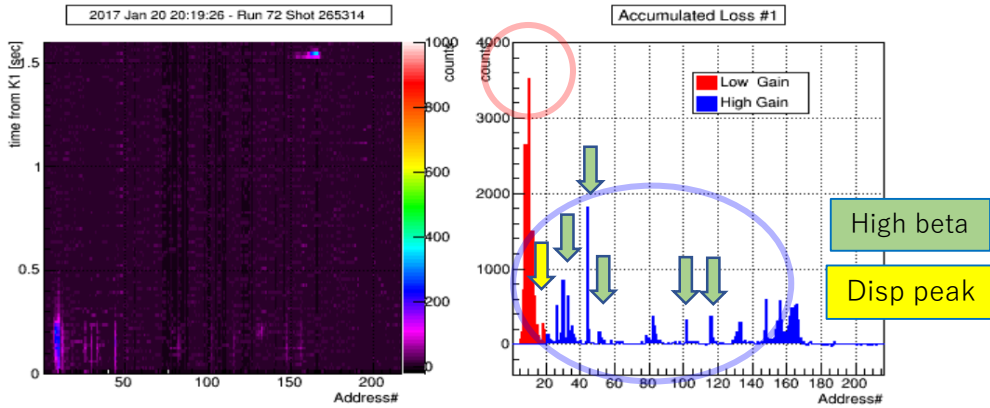 2017 Jan 20 20:19:26 - Run 72 Shot 265314
time from K1 [sec]
1.5
1
0.5
0
50
100
150
200
Address#
1000
800
600
400
200
0
counts
Accumulated Loss #1
counts
4000
3000
2000
1000
0
20 40 60 80 100 120 140 160 180 200
Address#
Low Gain
High Gain
High beta
Disp peak